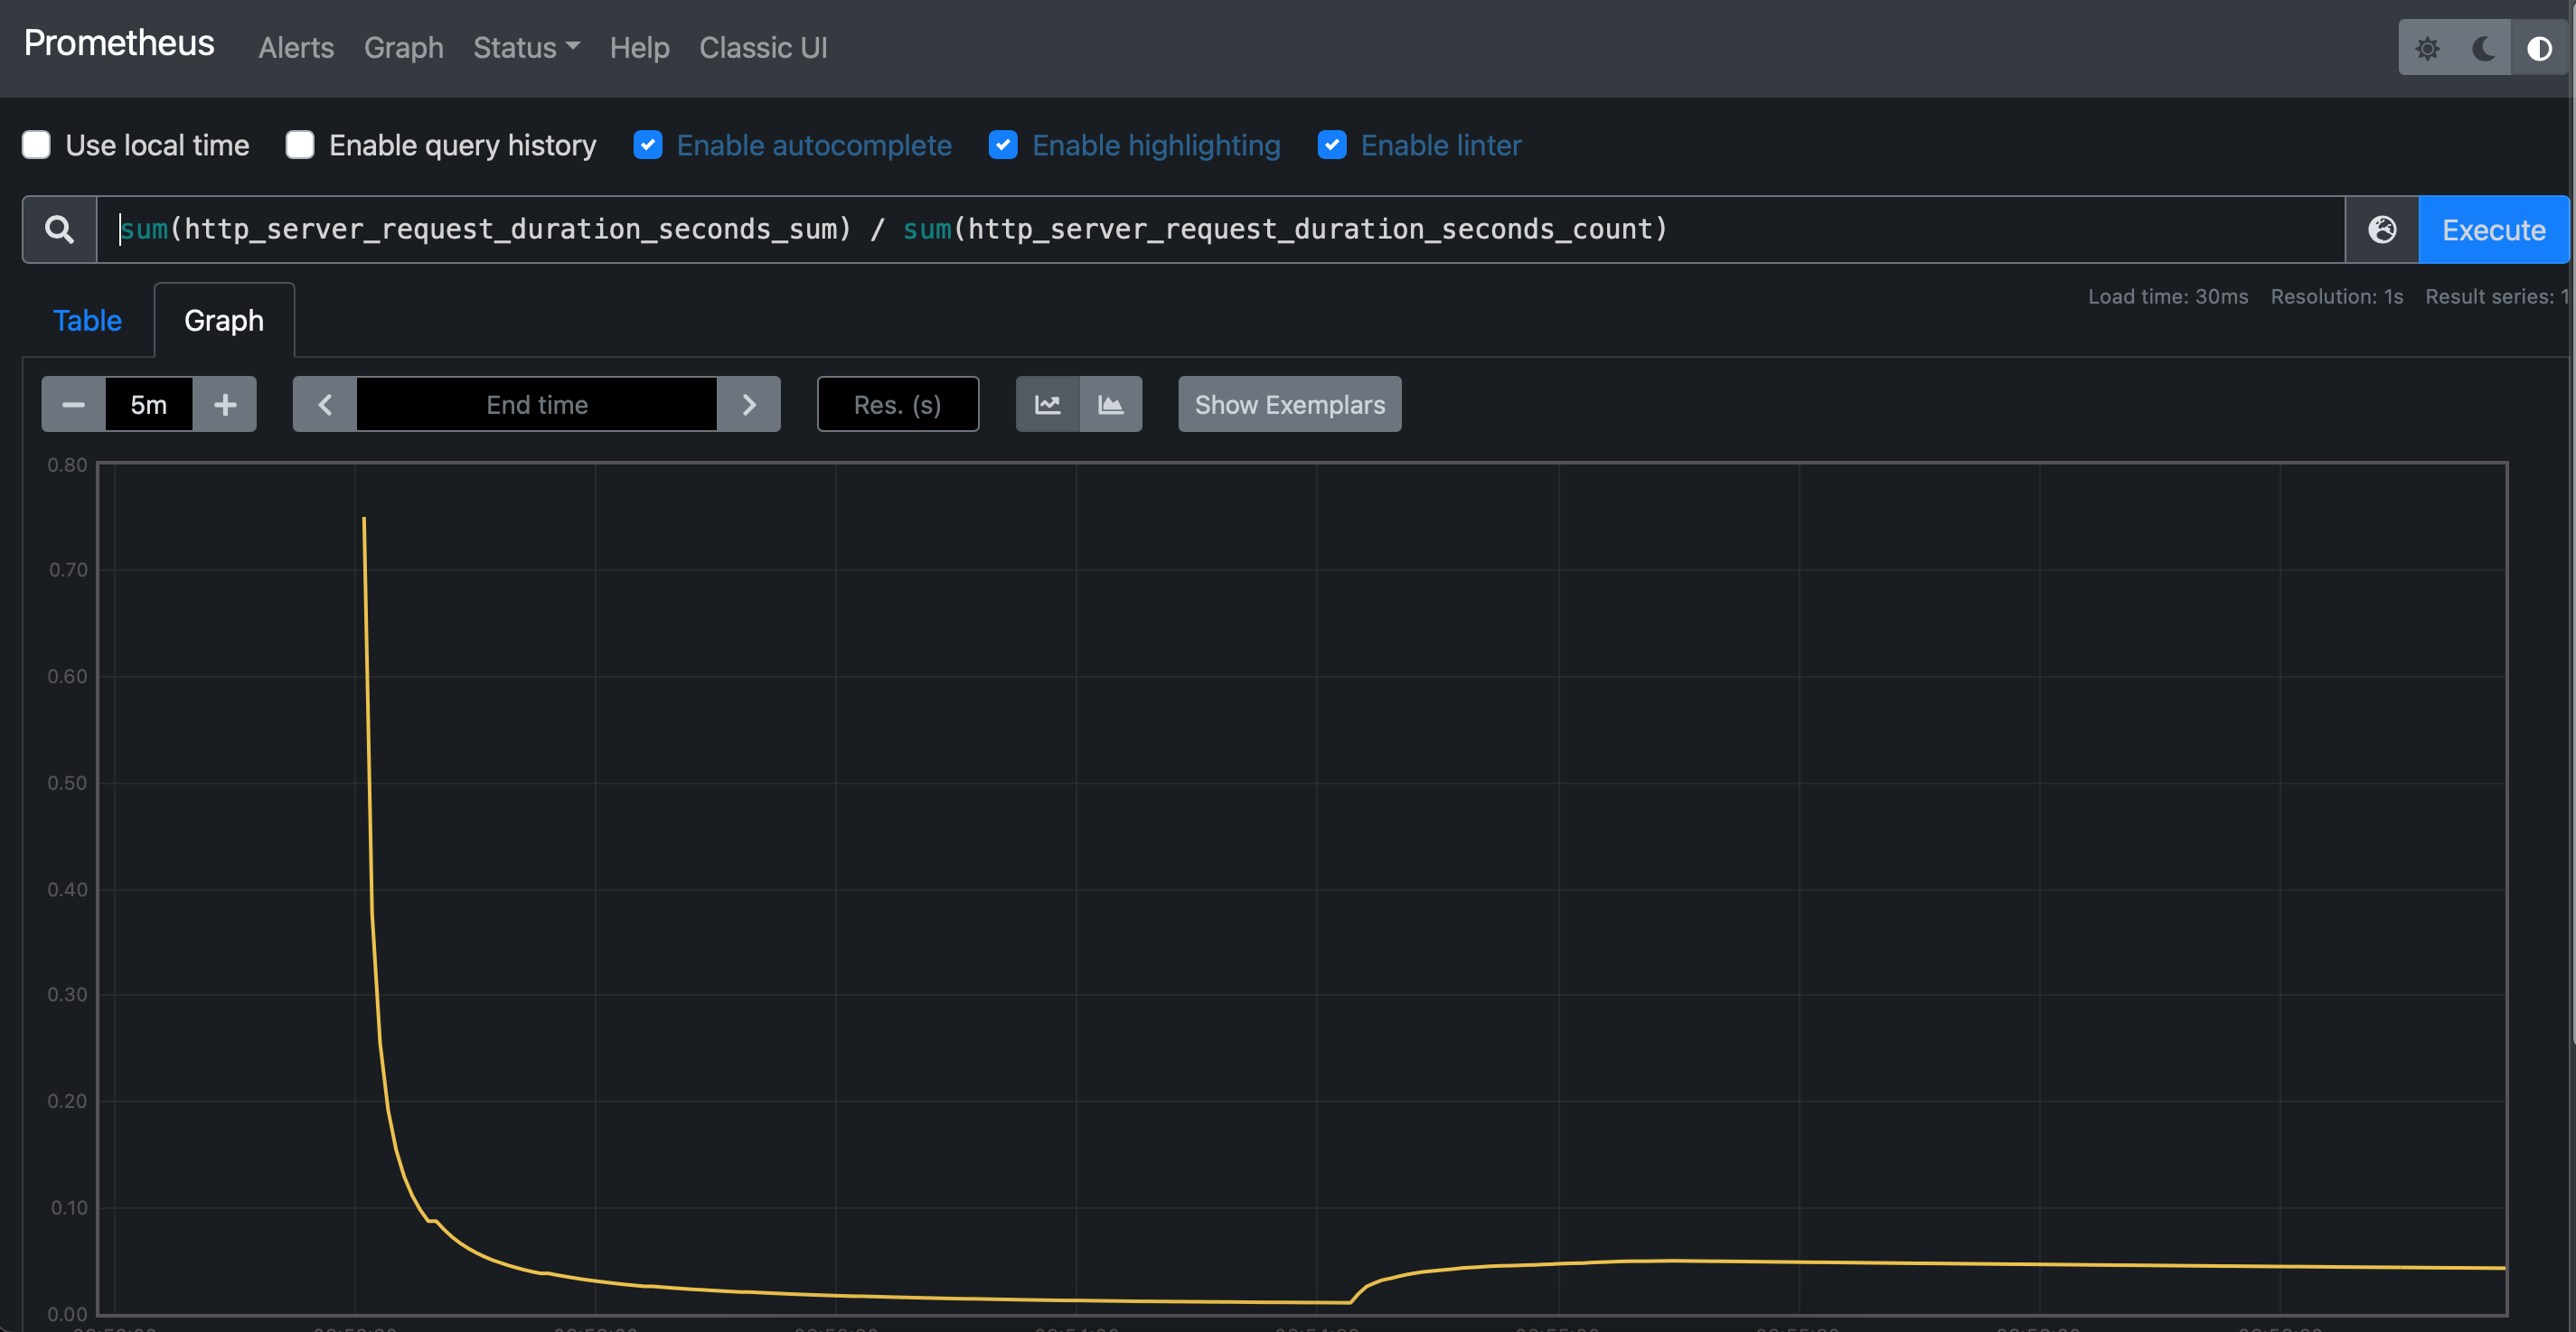 Prometheus Alerts Graph Status Help Classic UI
Use local time Enable query history Enable autocomplete Enable highlighting Enable linter
sum(http_server_request_duration_seconds_sum) / sum(http_server_request_duration_seconds_count)
Execute
Table Graph
Load time: 30ms Resolution: 1s Result series: 1
5m End time Res. (s) Show Exemplars
0.80
0.70
0.60
0.50
0.40
0.30
0.20
0.10
0.00